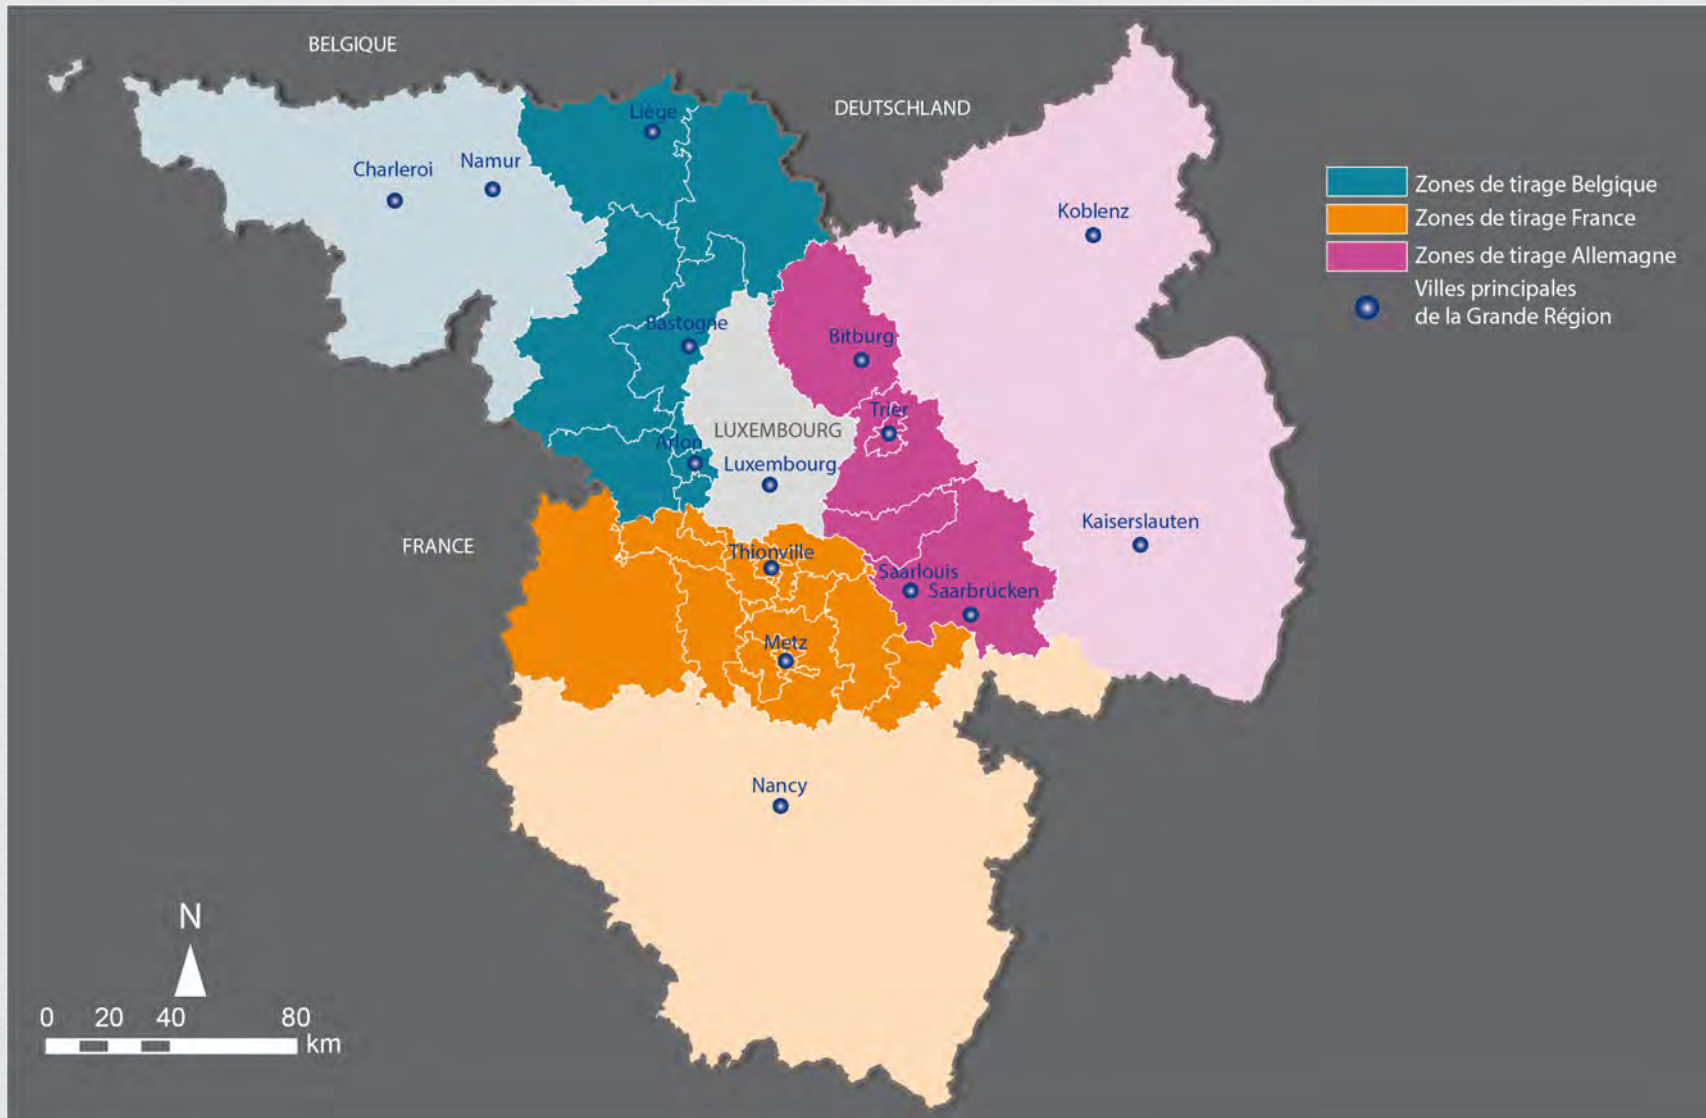 BELGIQUE
DEUTSCHLAND
Liège
Charleroi
Namur
Koblenz
Zones de tirage Belgique
Zones de tirage France
Zones de tirage Allemagne
Villes principales
de la Grande Région
Bastogne
Bitburg
Trier
Arlon
LUXEMBOURG
Luxembourg
FRANCE
Kaiserslauten
Thionville
Saarlouis
Saarbrücken
Metz
Nancy
N
0 20 40 80
km